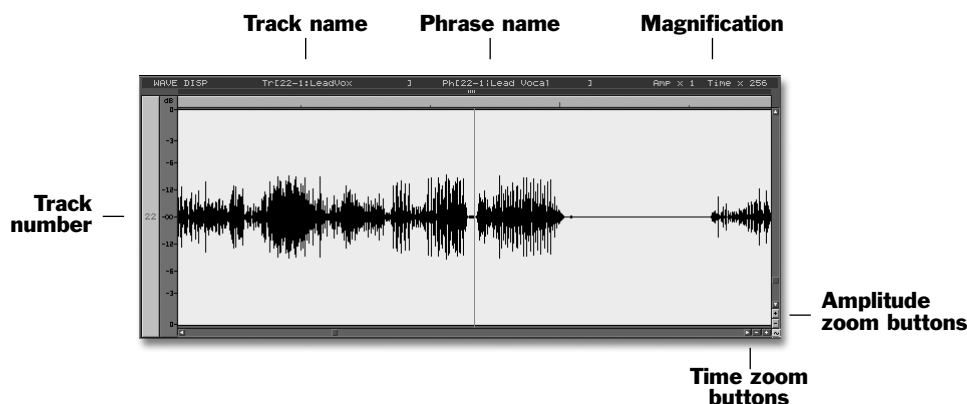 Track name
Phrase name
Magnification
WAVE DISP Tr[22-1:LeadVox ] Ph[22-1|Lead Vocal ] Amp x 1 Time x 256
dB
0
-3
-6
-12
22
-00
-12
-6
-3
0
Track
number
Amplitude
zoom buttons
Time zoom
buttons